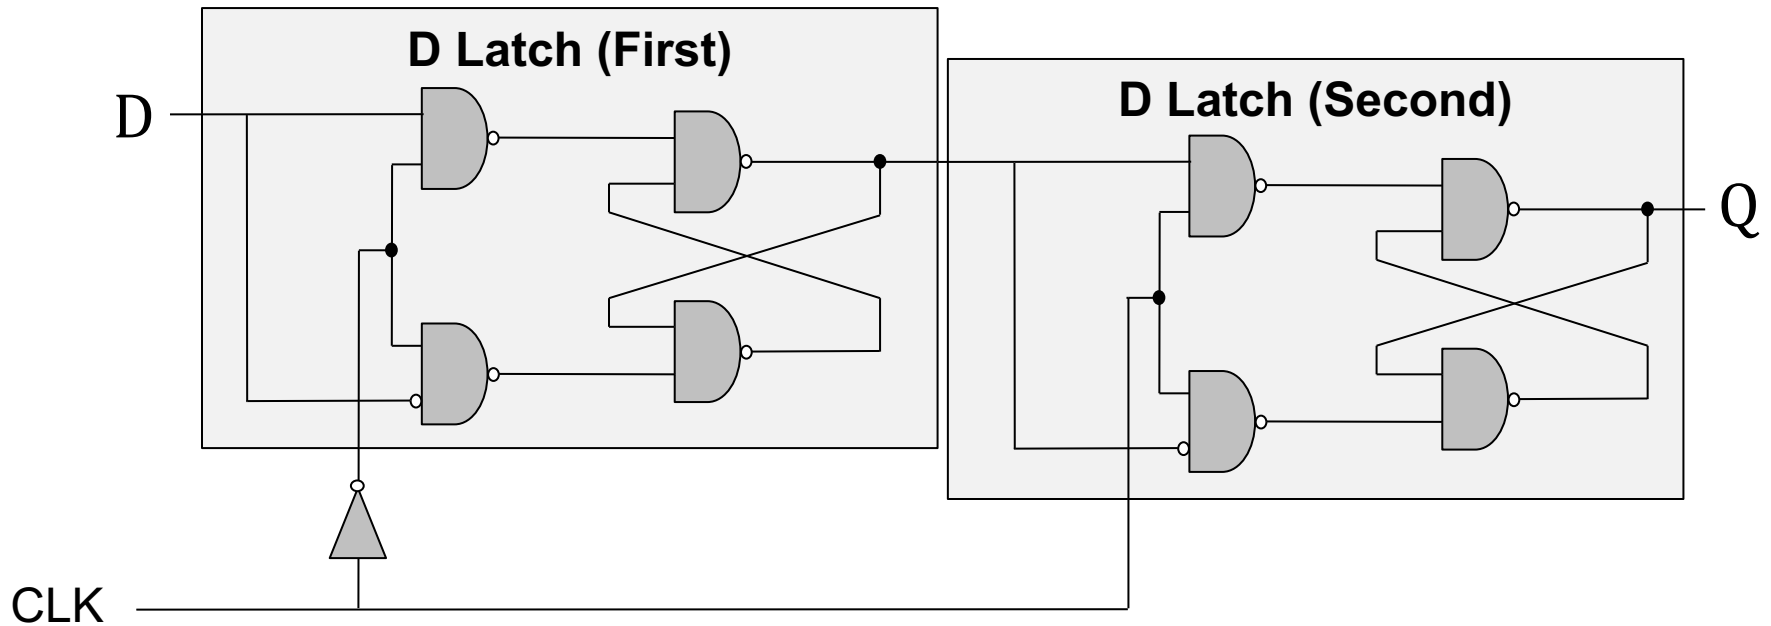 D Latch (First)
D Latch (Second)
D
Q
CLK